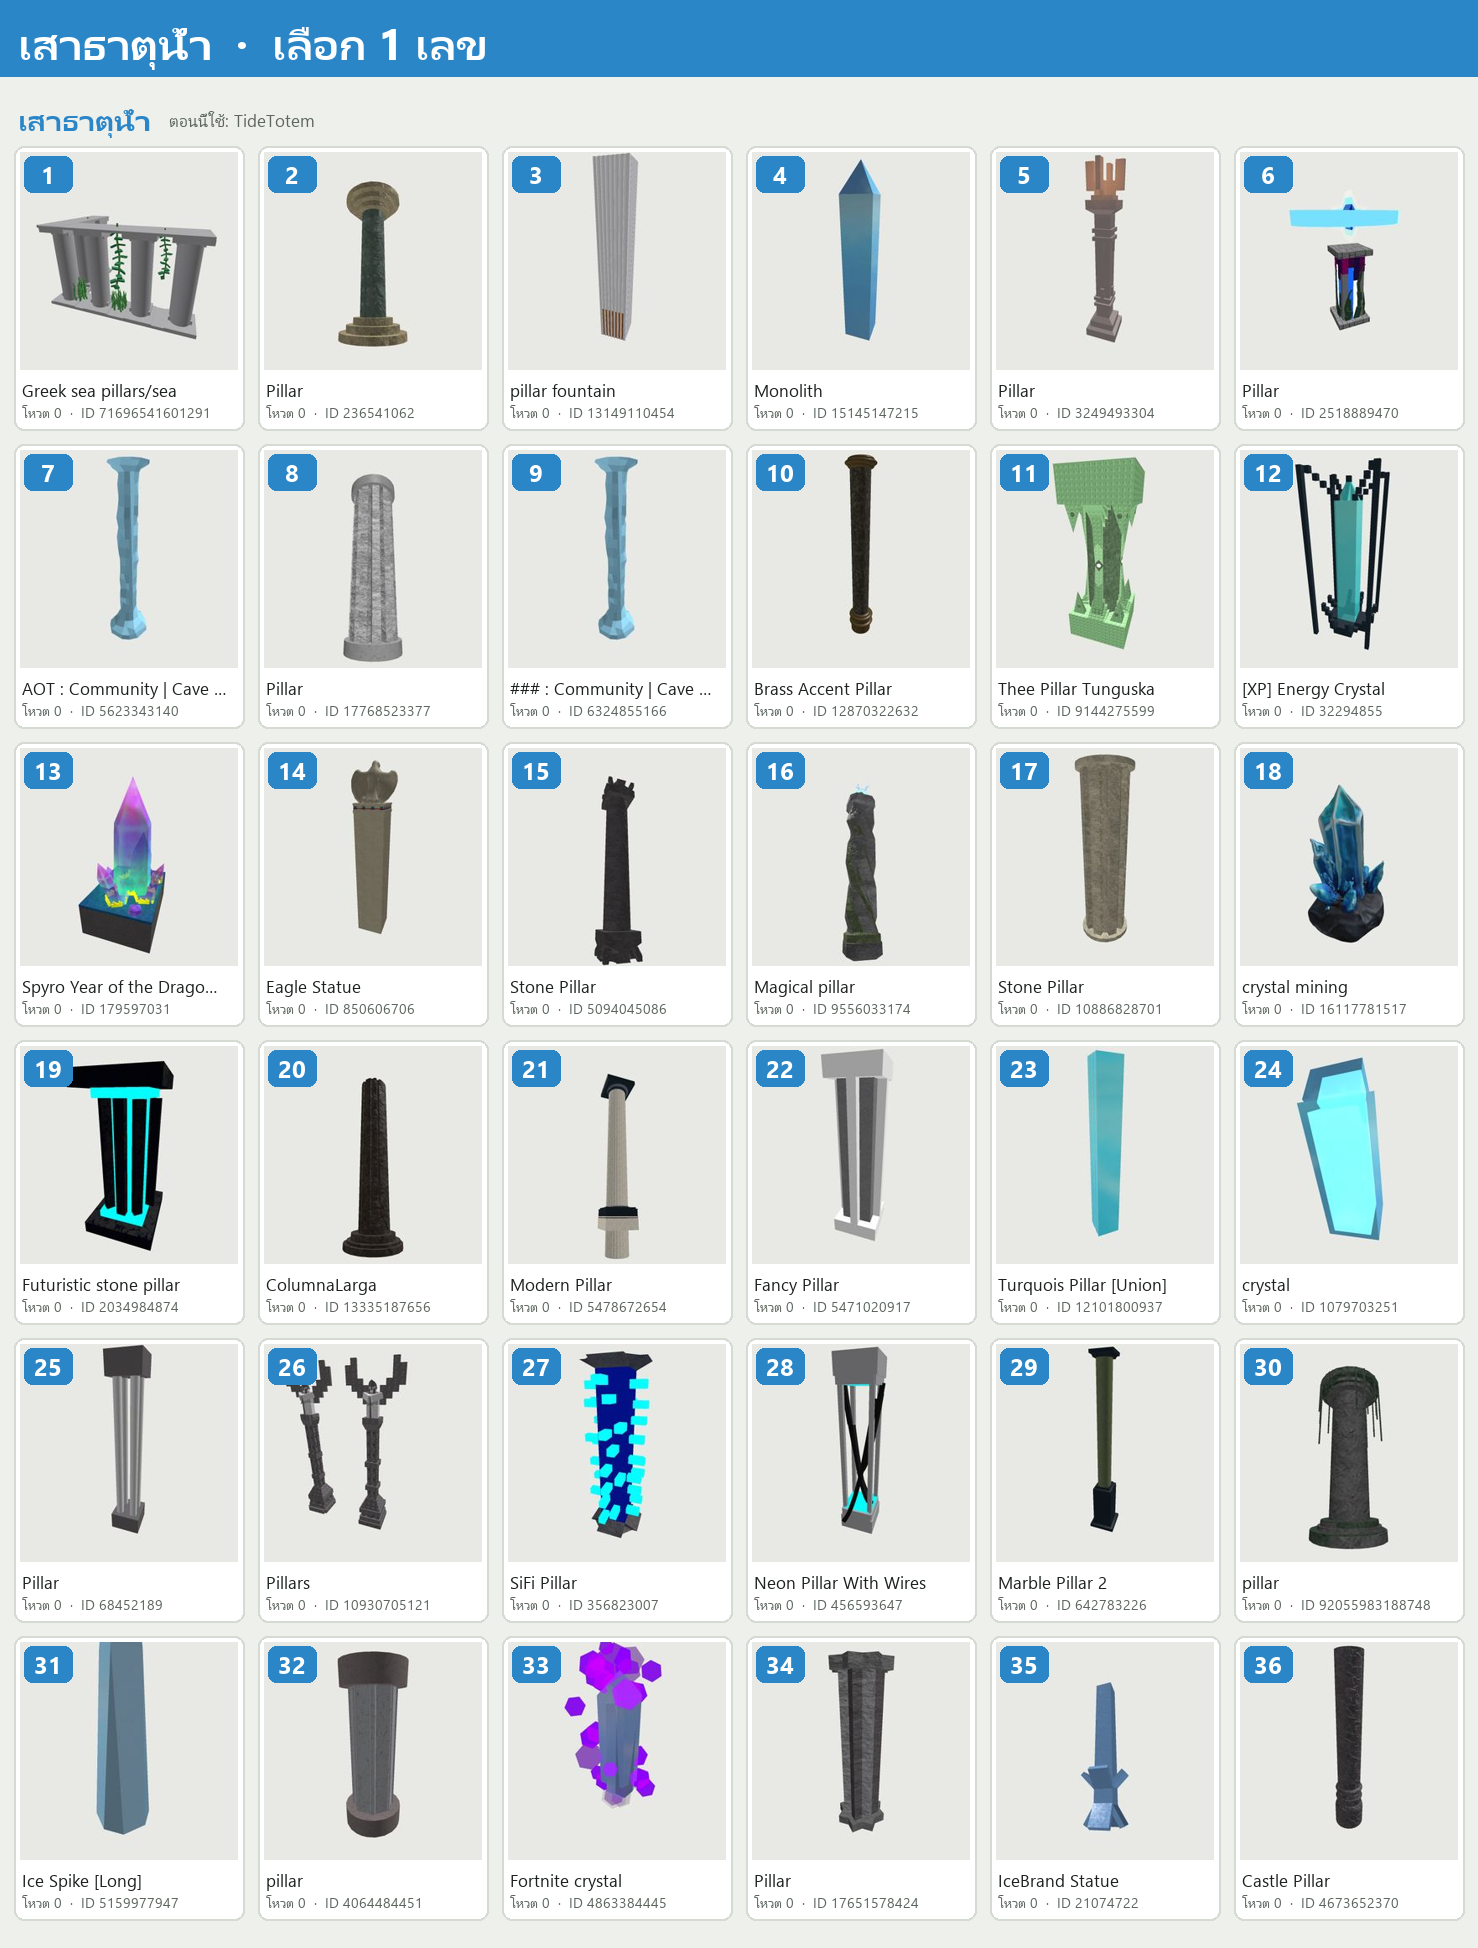 เสาธาตุน้ำ · เลือก 1 เลข
เสาธาตุน้ำ ตอนนี้ใช้: TideTotem
1 2 3 4 5 6
Greek sea pillars/sea Pillar pillar fountain Monolith Pillar Pillar
โหวต 0 · ID 71696541601291 โหวต 0 · ID 236541062 โหวต 0 · ID 13149110454 โหวต 0 · ID 15145147215 โหวต 0 · ID 3249493304 โหวต 0 · ID 2518889470
7 8 9 10 11 12
AOT : Community | Cave ... Pillar ### : Community | Cave ... Brass Accent Pillar Thee Pillar Tunguska [XP] Energy Crystal
โหวต 0 · ID 5623343140 โหวต 0 · ID 17768523377 โหวต 0 · ID 6324855166 โหวต 0 · ID 12870322632 โหวต 0 · ID 9144275599 โหวต 0 · ID 32294855
13 14 15 16 17 18
Spyro Year of the Drago... Eagle Statue Stone Pillar Magical pillar Stone Pillar crystal mining
โหวต 0 · ID 179597031 โหวต 0 · ID 850606706 โหวต 0 · ID 5094045086 โหวต 0 · ID 9556033174 โหวต 0 · ID 10886828701 โหวต 0 · ID 16117781517
19 20 21 22 23 24
Futuristic stone pillar ColumnaLarga Modern Pillar Fancy Pillar Turquois Pillar [Union] crystal
โหวต 0 · ID 2034984874 โหวต 0 · ID 13335187656 โหวต 0 · ID 5478672654 โหวต 0 · ID 5471020917 โหวต 0 · ID 12101800937 โหวต 0 · ID 1079703251
25 26 27 28 29 30
Pillar Pillars SiFi Pillar Neon Pillar With Wires Marble Pillar 2 pillar
โหวต 0 · ID 68452189 โหวต 0 · ID 10930705121 โหวต 0 · ID 356823007 โหวต 0 · ID 456593647 โหวต 0 · ID 642783226 โหวต 0 · ID 92055983188748
31 32 33 34 35 36
Ice Spike [Long] pillar Fortnite crystal Pillar IceBrand Statue Castle Pillar
โหวต 0 · ID 5159977947 โหวต 0 · ID 4064484451 โหวต 0 · ID 4863384445 โหวต 0 · ID 17651578424 โหวต 0 · ID 21074722 โหวต 0 · ID 4673652370